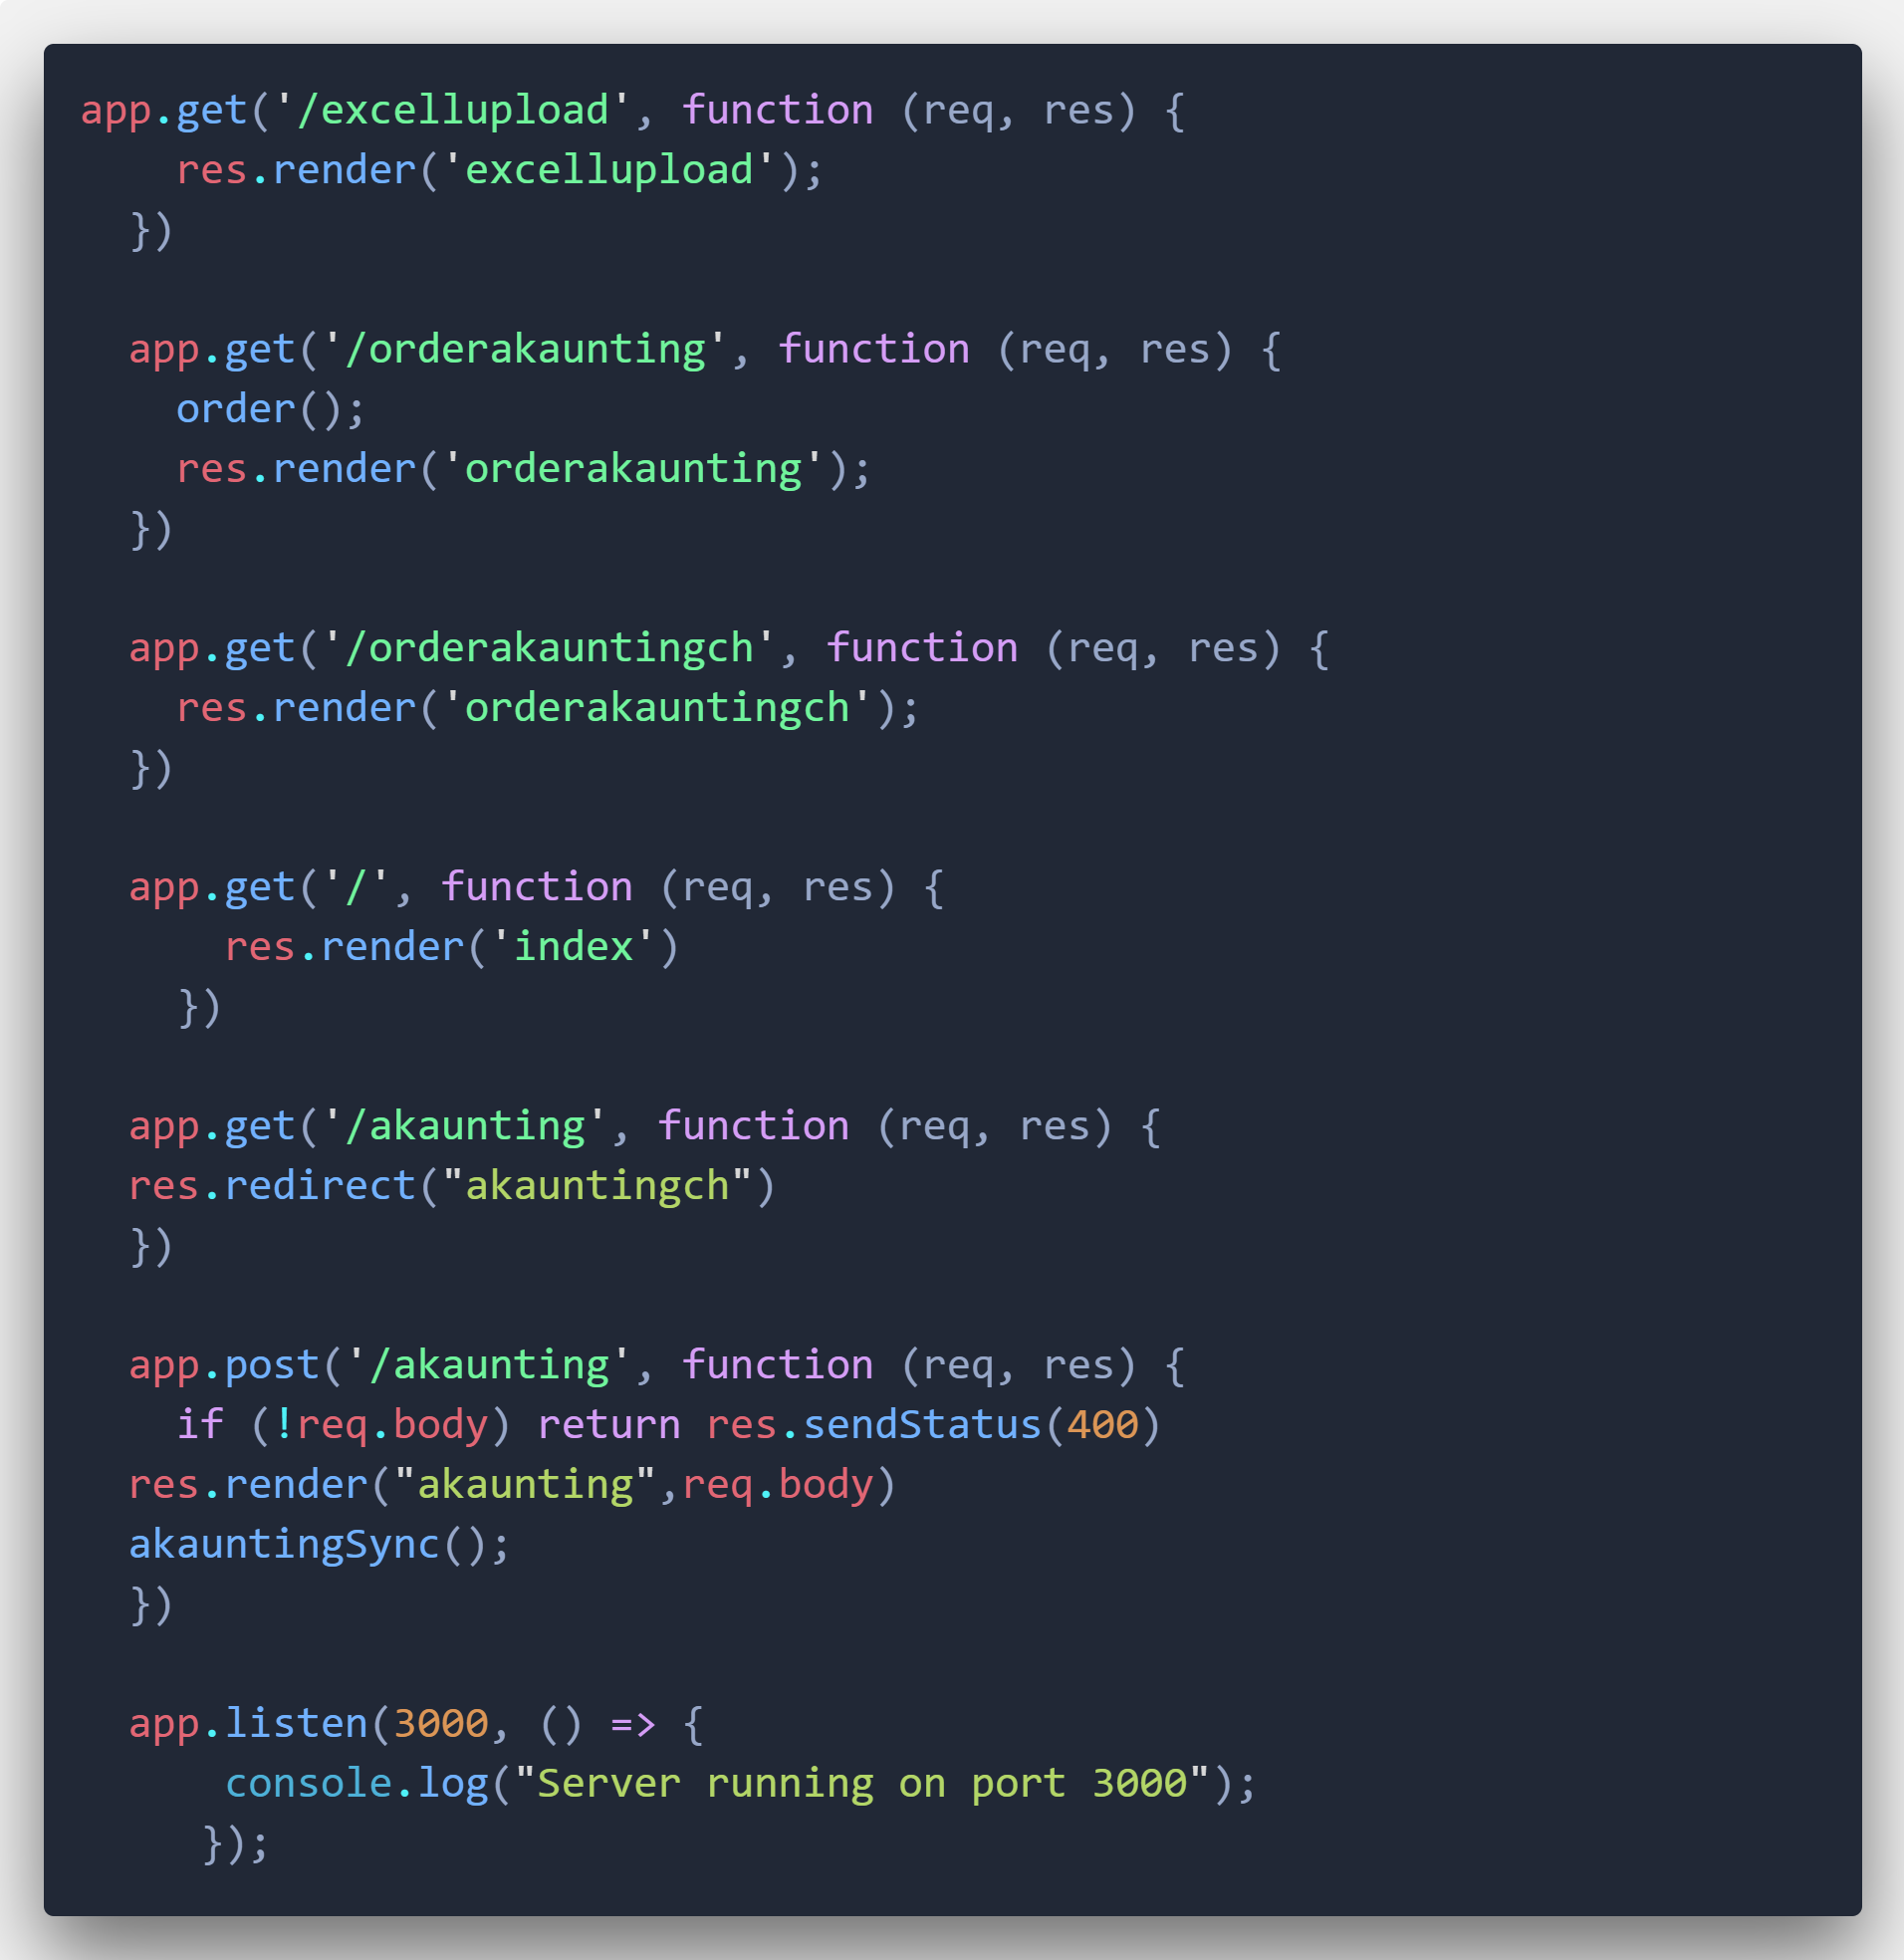 app.get('/excellupload', function (req, res) {
    res.render('excellupload');
  })

  app.get('/orderakaunting', function (req, res) {
    order();
    res.render('orderakaunting');
  })

  app.get('/orderakauntingch', function (req, res) {
    res.render('orderakauntingch');
  })

  app.get('/', function (req, res) {
      res.render('index')
    })

  app.get('/akaunting', function (req, res) {
  res.redirect("akauntingch")
  })

  app.post('/akaunting', function (req, res) {
    if (!req.body) return res.sendStatus(400)
  res.render("akaunting",req.body)
  akauntingSync();
  })

  app.listen(3000, () => {
      console.log("Server running on port 3000");
     });